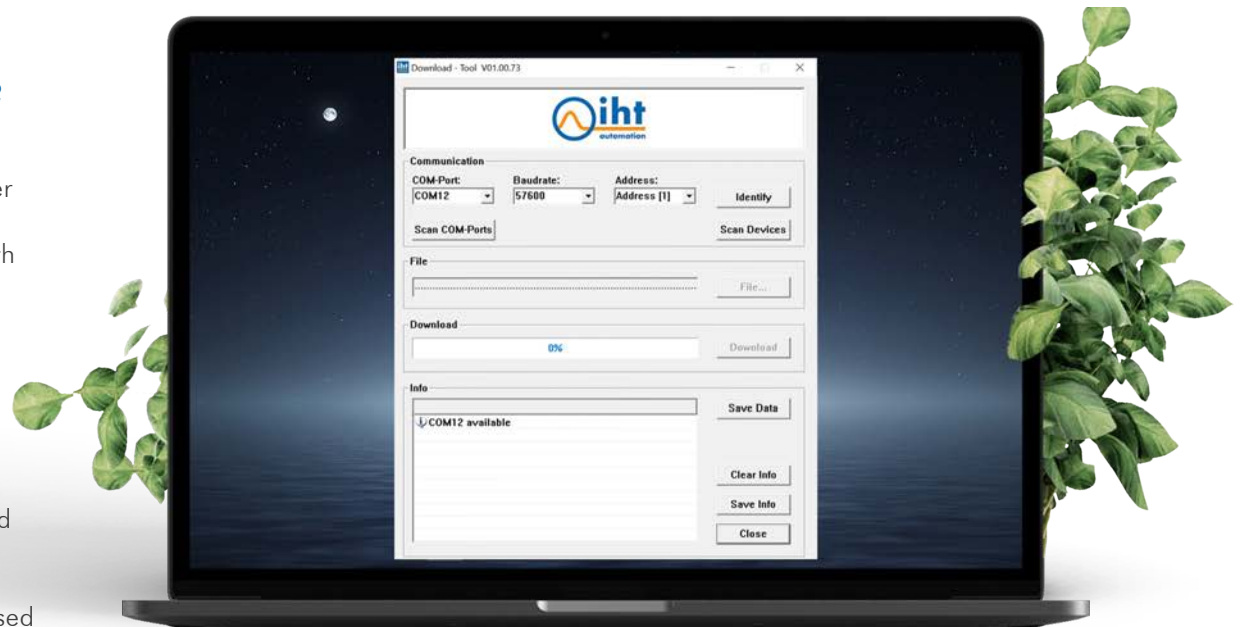 er
th
d
sed
iht Download - Tool V01.00.73
iht
automation
Communication
COM-Port: Baudrate: Address:
COM12 57600 Address [1] Identify
Scan COM-Ports Scan Devices
File
File...
Download
0% Download
Info
Save Data
COM12 available
Clear Info
Save Info
Close